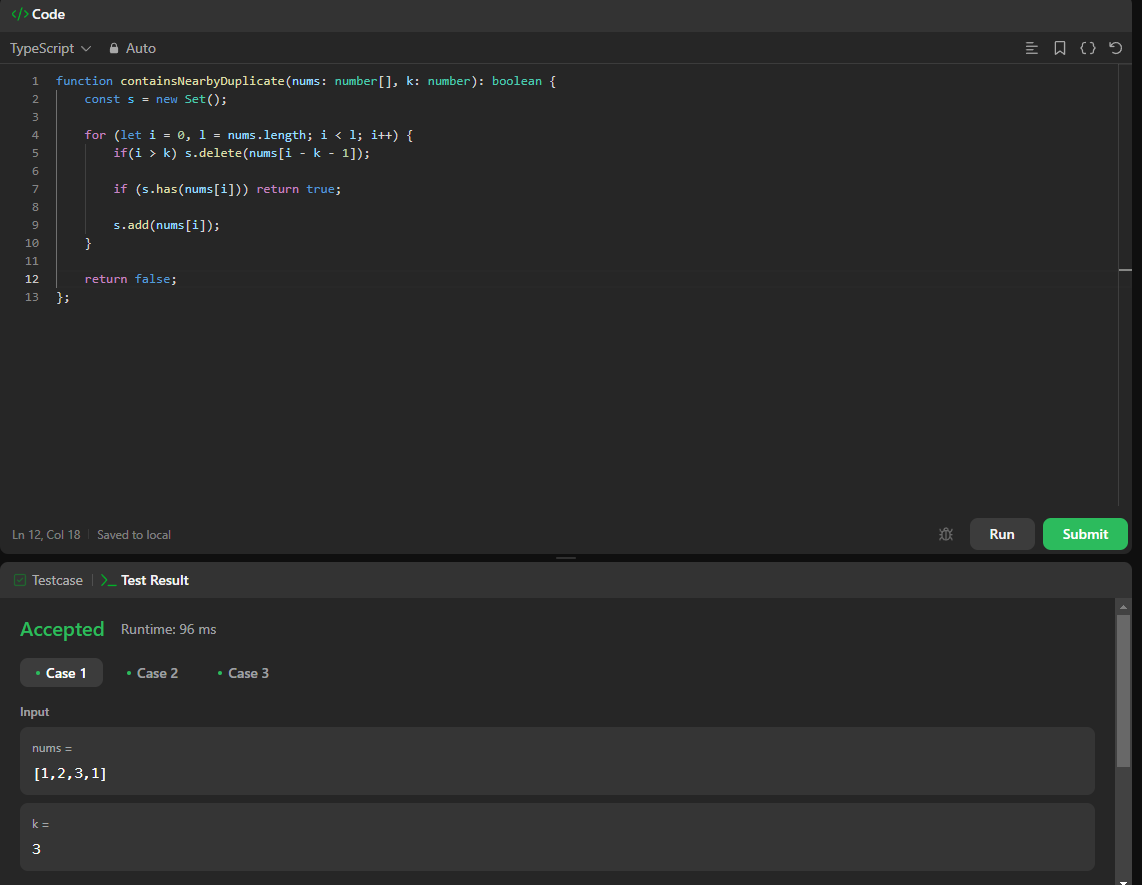 </> Code
TypeScript Auto
1 function containsNearbyDuplicate(nums: number[], k: number): boolean {
2     const s = new Set();
3
4     for (let i = 0, l = nums.length; i < l; i++) {
5         if(i > k) s.delete(nums[i - k - 1]);
6
7         if (s.has(nums[i])) return true;
8
9         s.add(nums[i]);
10     }
11
12     return false;
13 };
Ln 12, Col 18 Saved to local
Run Submit
Testcase >_ Test Result
Accepted Runtime: 96 ms
• Case 1 • Case 2 • Case 3
Input
nums =
[1,2,3,1]
k =
3